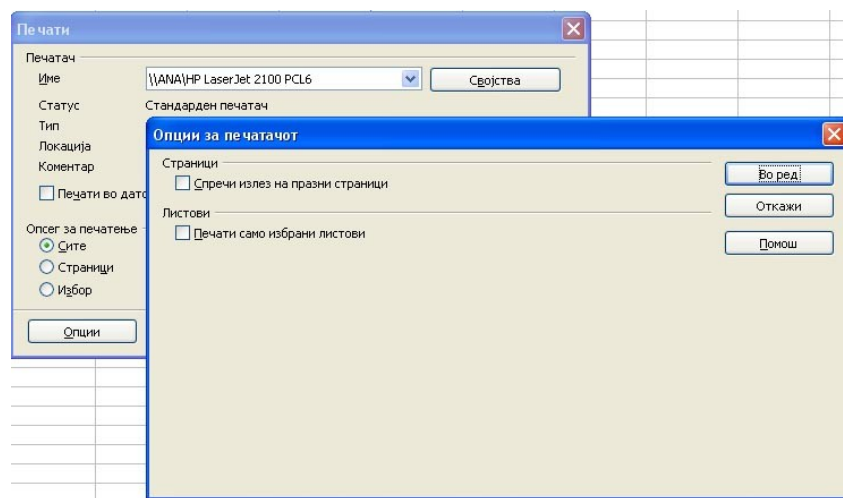 Печати
Печатач
Име
\\ANA\HP LaserJet 2100 PCL6
Својства
Статус
Стандарден печатач
Тип
Локација
Коментар
Печати во дато
Опсег за печатење
Сите
Страници
Избор
Опции
Опции за печатачот
Страници
Спречи излез на празни страници
Листови
Печати само избрани листови
Во ред
Откажи
Помош